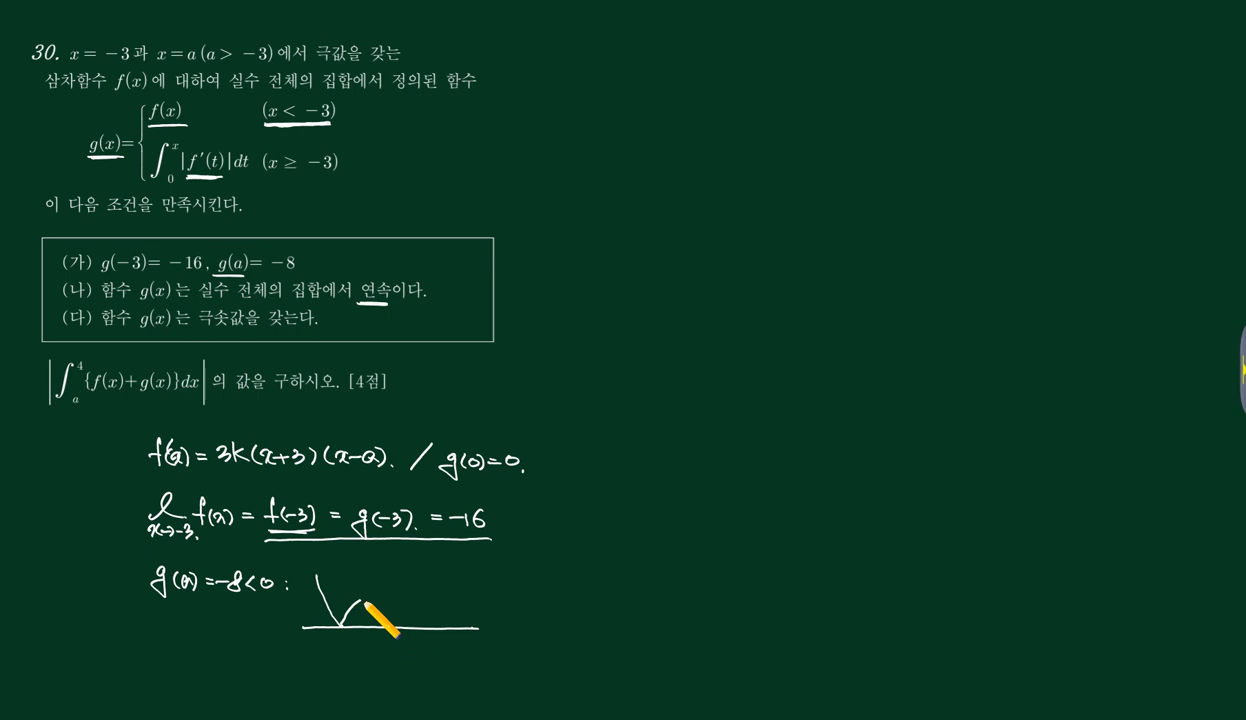 30. x = −3과 x = a (a > −3)에서 극값을 갖는
삼차함수 f(x)에 대하여 실수 전체의 집합에서 정의된 함수
g(x) = { f(x) (x < −3)
∫₀ˣ |f′(t)| dt (x ≥ −3)
이 다음 조건을 만족시킨다.
(가) g(−3) = −16, g(a) = −8
(나) 함수 g(x)는 실수 전체의 집합에서 연속이다.
(다) 함수 g(x)는 극솟값을 갖는다.
|∫ₐ⁴ {f(x)+g(x)}dx| 의 값을 구하시오. [4점]
f'(x) = 3k(x+3)(x−a). / g(0)=0.
l x→−3. f(x) = f(−3) = g(−3). = −16
g(a) = −8 < 0 :